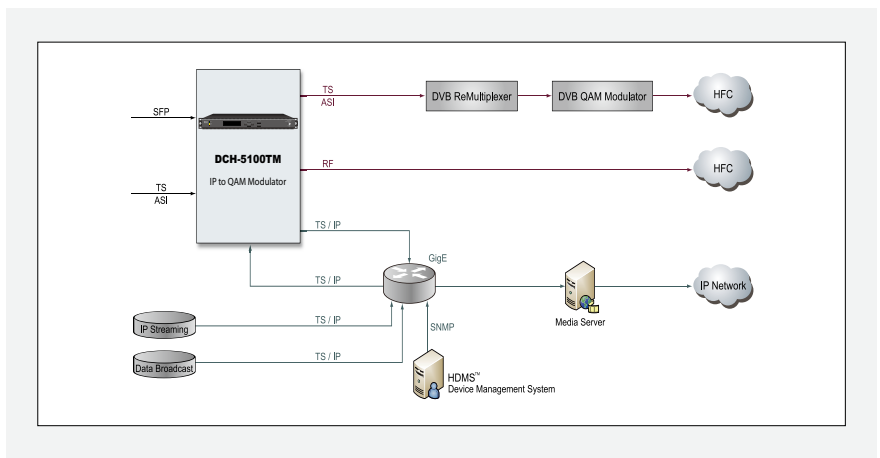 TS
ASI
DVB ReMultiplexer
DVB QAM Modulator
HFC
SFP
DCH-5100TM
IP to QAM Modulator
RF
HFC
TS
ASI
TS / IP
GigE
TS / IP
IP Network
Media Server
IP Streaming
TS / IP
SNMP
Data Broadcast
TS / IP
HDMS™
Device Management System